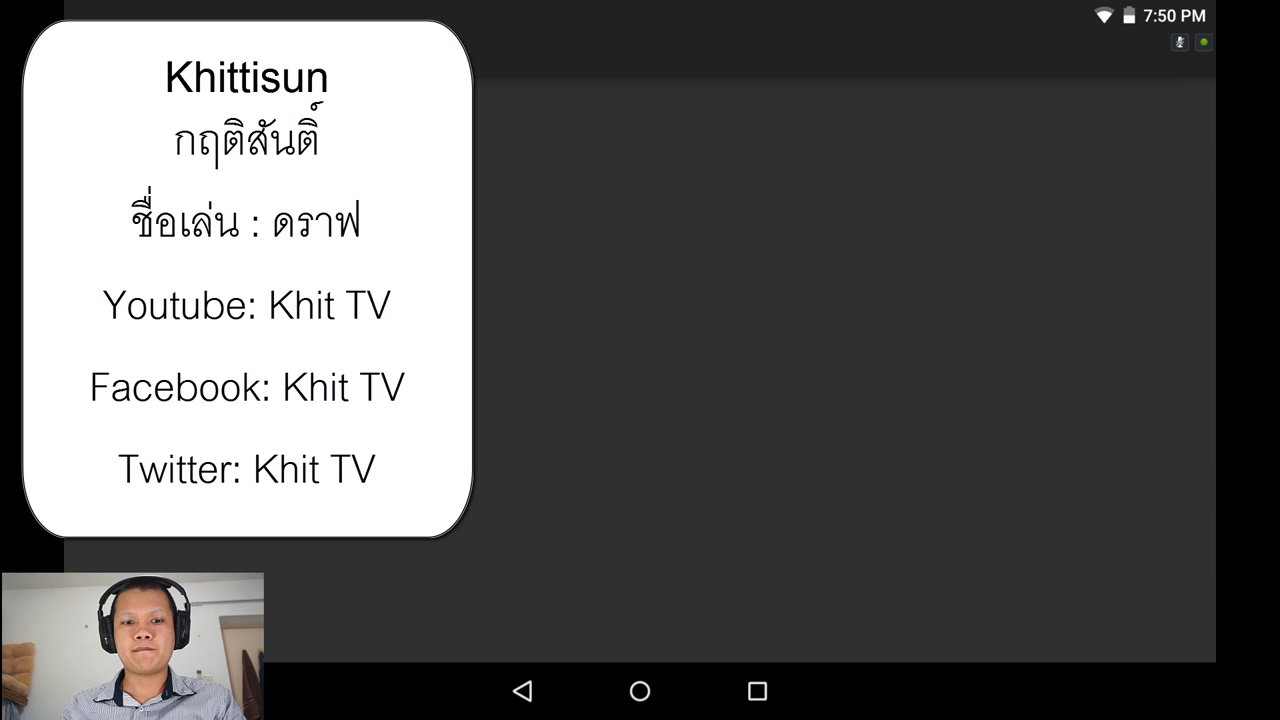 7:50 PM
Khittisun
กฤติสันติ์
ชื่อเล่น : ดราฟ
Youtube: Khit TV
Facebook: Khit TV
Twitter: Khit TV